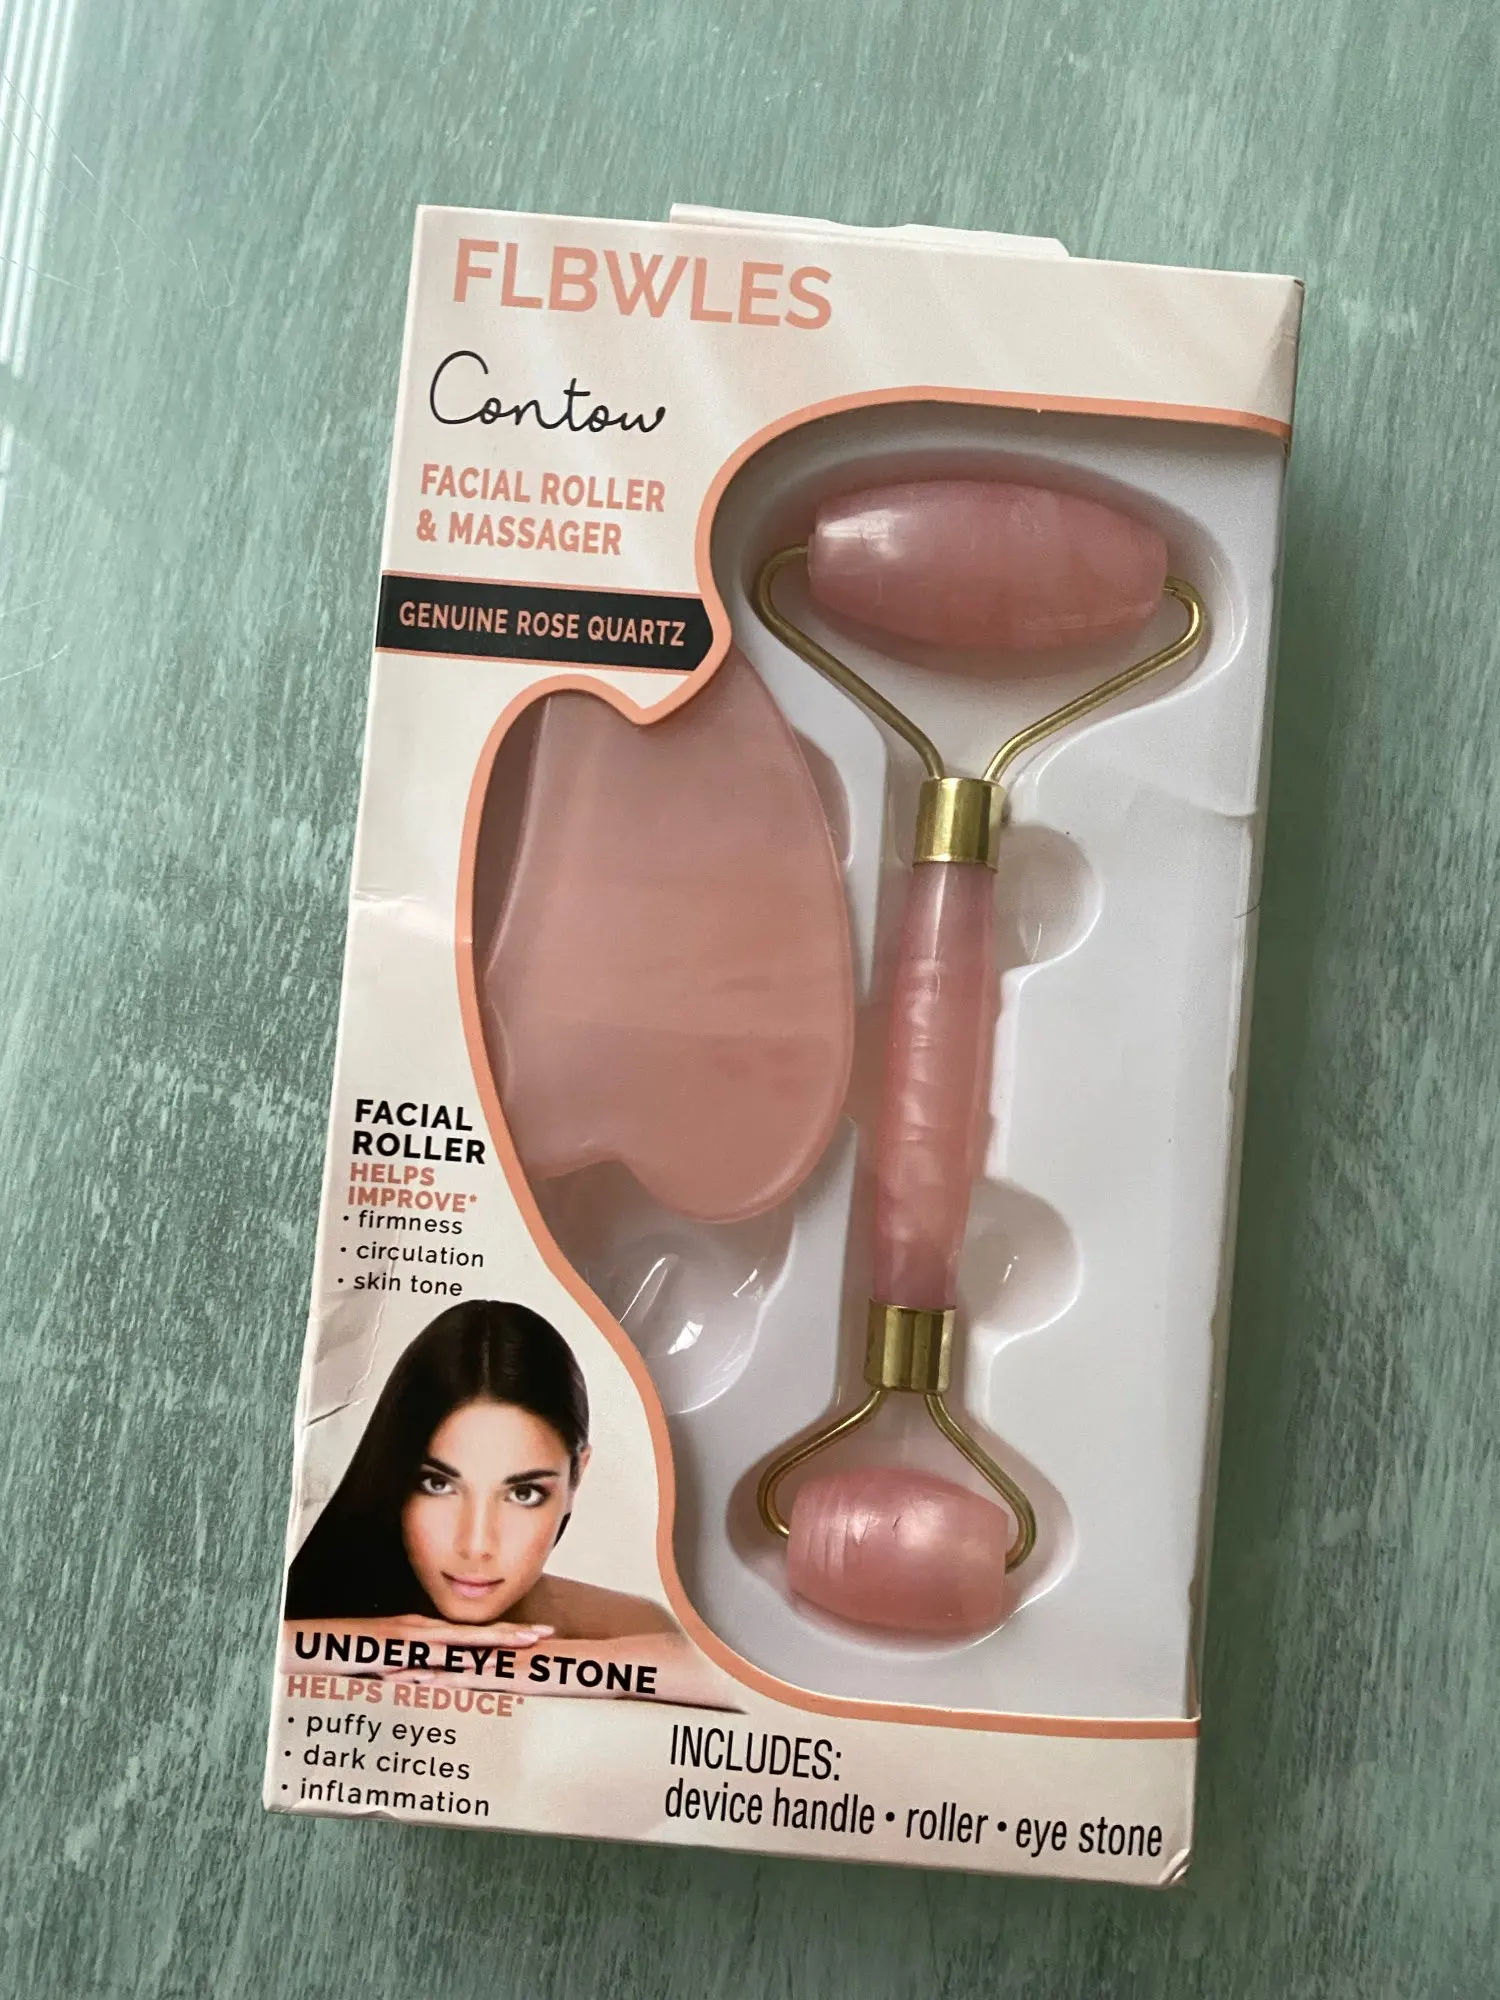 FLBWLES
Contour
FACIAL ROLLER
& MASSAGER
GENUINE ROSE QUARTZ
FACIAL
ROLLER
HELPS
IMPROVE*
• firmness
• circulation
• skin tone
UNDER EYE STONE
HELPS REDUCE*
• puffy eyes
• dark circles
• inflammation
INCLUDES:
device handle • roller • eye stone